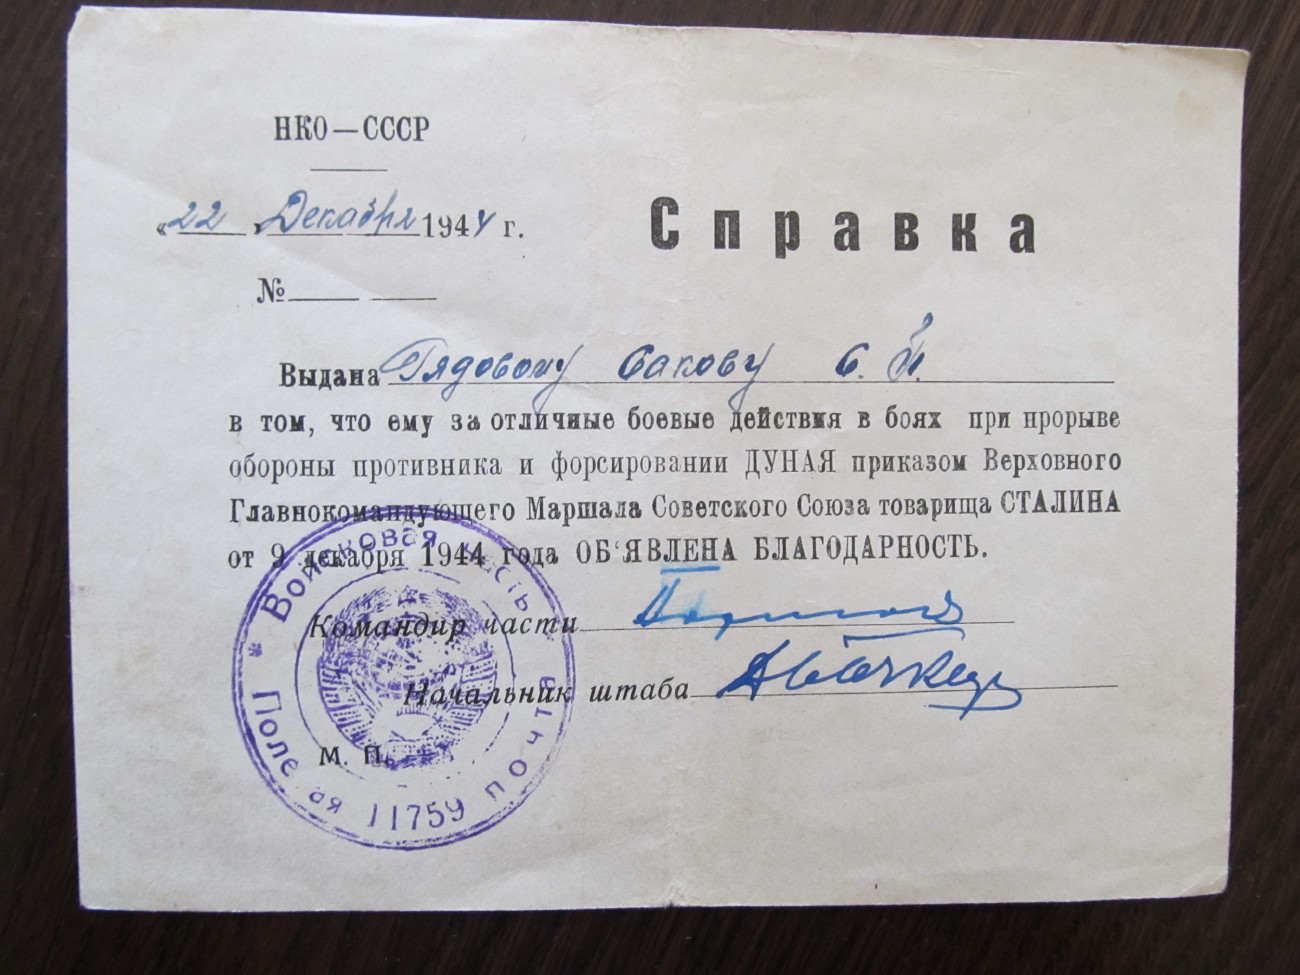 НКО—СССР
«22 » Декабря 1944 г.
Справка
№
Выдана Рядовому Бакову С. П.
в том, что ему за отличные боевые действия в боях при прорыве
обороны противника и форсировании ДУНАЯ приказом Верховного
Главнокомандующего Маршала Советского Союза товарища СТАЛИНА
от 9 декабря 1944 года ОБ'ЯВЛЕНА БЛАГОДАРНОСТЬ.
Командир части
Начальник штаба
М. П.
* Войсковая часть * Полевая почта 11759